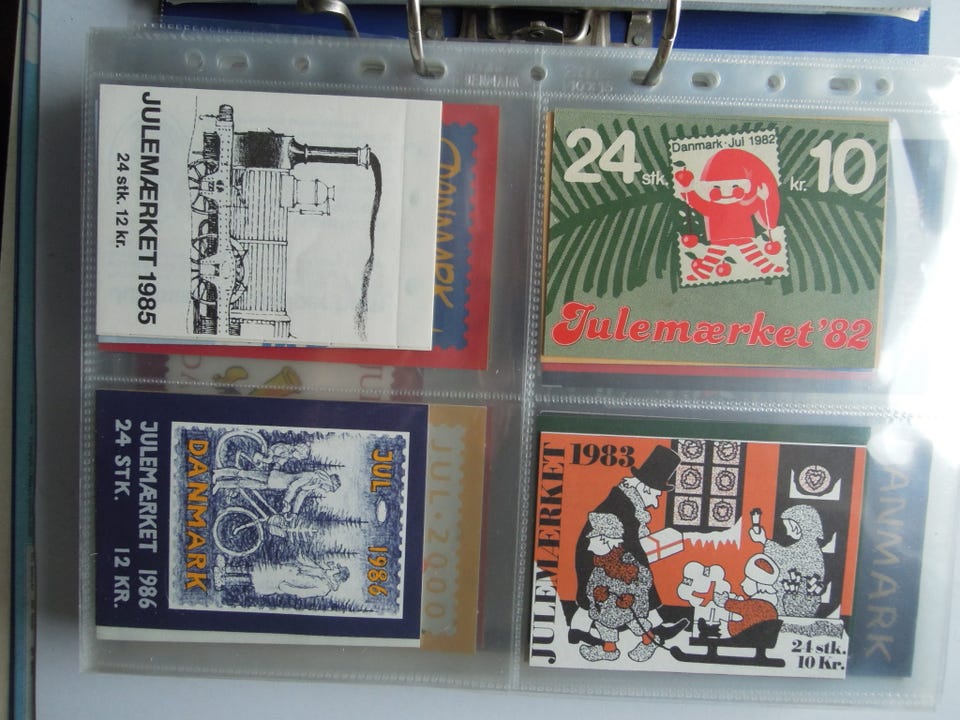 JULEMÆRKET 1985
24 stk. 12 kr.
DANMARK
24 stk.
Danmark · Jul 1982
kr. 10
Julemærket '82
JULEMÆRKET 1986
24 STK. 12 KR.
DANMARK
JUL 1986
JUL 2000
JULEMÆRKET
1983
24 stk.
10 Kr.
DANMARK